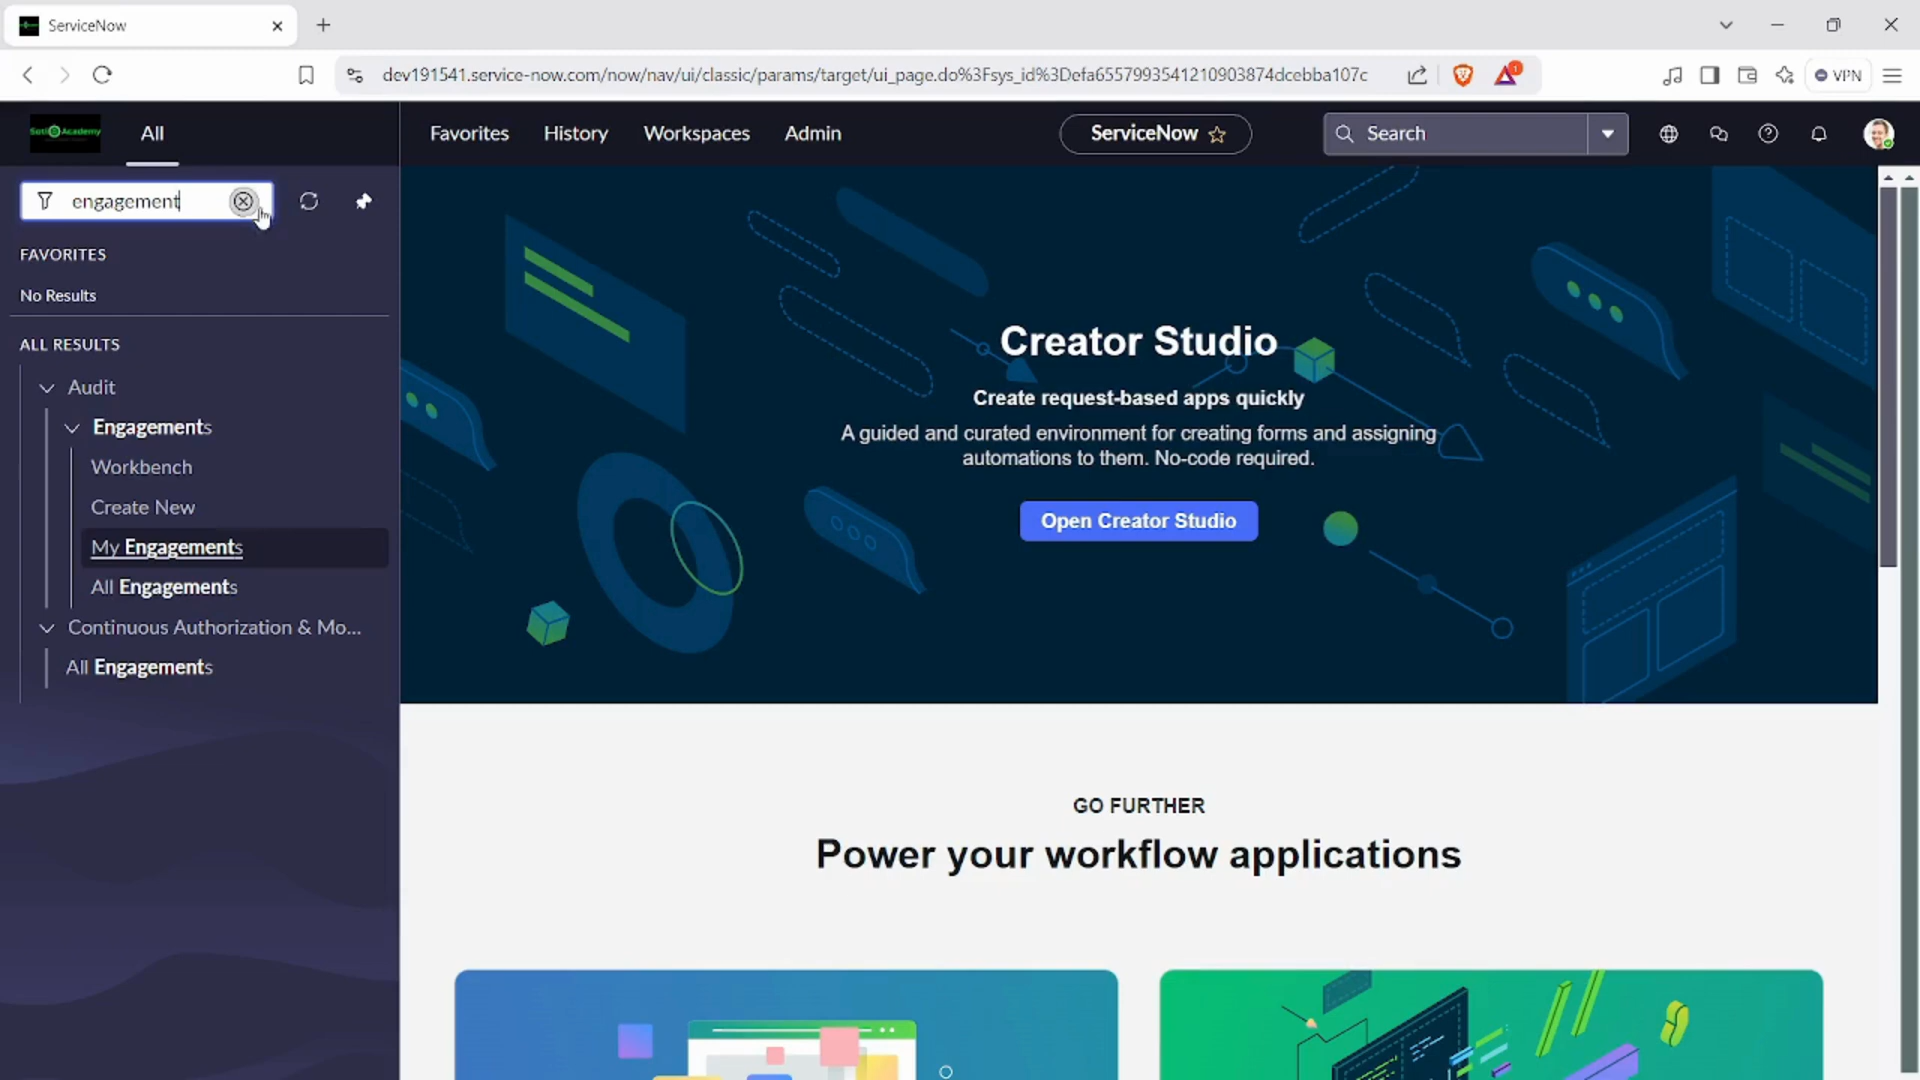 ServiceNow
dev191541.service-now.com/now/nav/ui/classic/params/target/ui_page.do%3Fsys_id%3Defa6557993541210903874dcebba107c
1
VPN
All
Favorites
History
Workspaces
Admin
ServiceNow
Search
engagement
FAVORITES
No Results
ALL RESULTS
Audit
Engagements
Workbench
Create New
My Engagements
All Engagements
Continuous Authorization & Mo...
All Engagements
Creator Studio
Create request-based apps quickly
A guided and curated environment for creating forms and assigning
automations to them. No-code required.
Open Creator Studio
GO FURTHER
Power your workflow applications